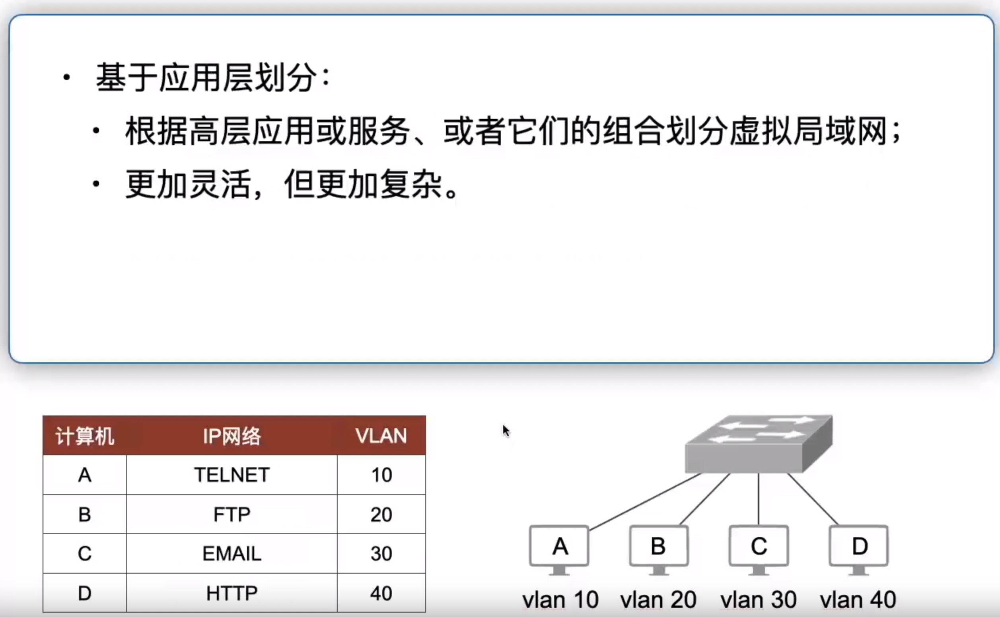 • 基于应用层划分：
• 根据高层应用或服务、或者它们的组合划分虚拟局域网；
• 更加灵活，但更加复杂。
计算机 IP网络 VLAN
A TELNET 10
B FTP 20
C EMAIL 30
D HTTP 40
A B C D
vlan 10 vlan 20 vlan 30 vlan 40